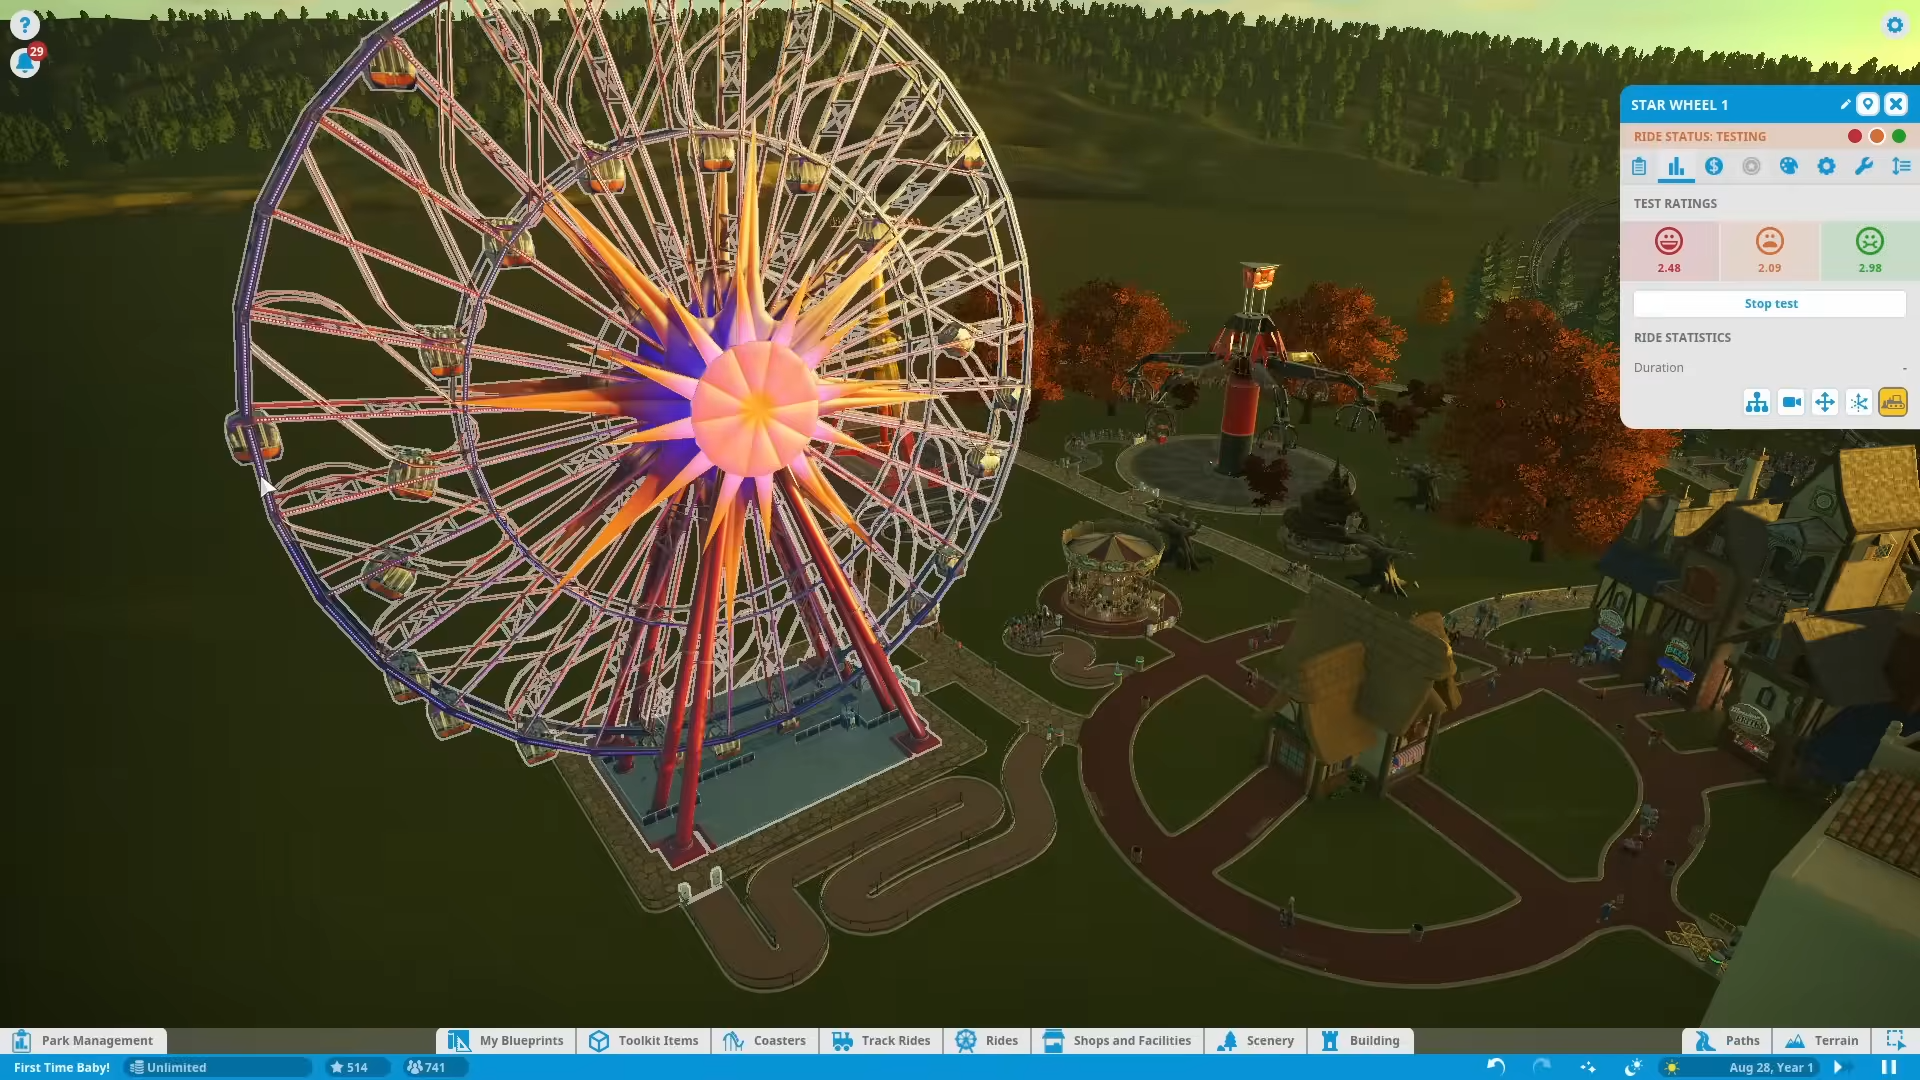 29
STAR WHEEL 1
RIDE STATUS: TESTING
TEST RATINGS
2.48 2.09 2.98
Stop test
RIDE STATISTICS
Duration -
Park Management
My Blueprints
Toolkit Items
Coasters
Track Rides
Rides
Shops and Facilities
Scenery
Building
Paths
Terrain
First Time Baby!
Unlimited
514
741
Aug 28, Year 1